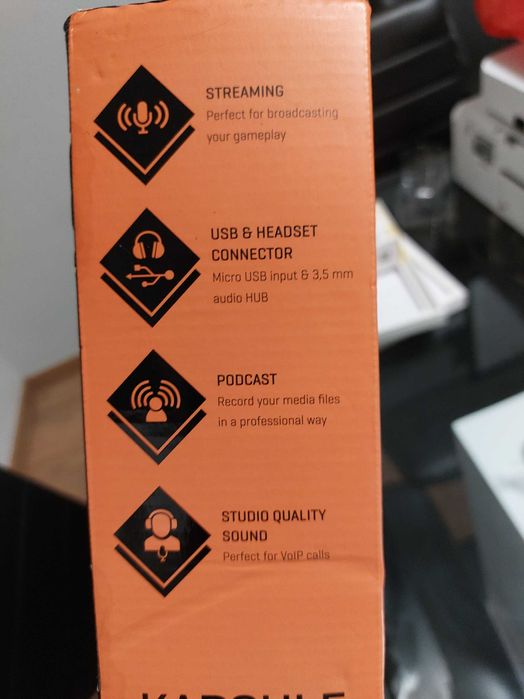 STREAMING
Perfect for broadcasting
your gameplay
USB & HEADSET
CONNECTOR
Micro USB input & 3,5 mm
audio HUB
PODCAST
Record your media files
in a professional way
STUDIO QUALITY
SOUND
Perfect for VoIP calls